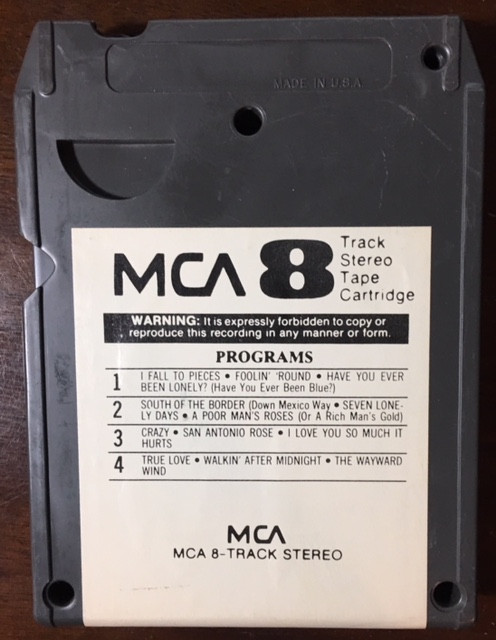 MADE IN U.S.A.
MCA 8 Track
Stereo
Tape
Cartridge
WARNING: It is expressly forbidden to copy or
reproduce this recording in any manner or form.
PROGRAMS
1 I FALL TO PIECES • FOOLIN' 'ROUND • HAVE YOU EVER
BEEN LONELY? (Have You Ever Been Blue?)
2 SOUTH OF THE BORDER (Down Mexico Way • SEVEN LONE-
LY DAYS • A POOR MAN'S ROSES (Or A Rich Man's Gold)
3 CRAZY • SAN ANTONIO ROSE • I LOVE YOU SO MUCH IT
HURTS
4 TRUE LOVE • WALKIN' AFTER MIDNIGHT • THE WAYWARD
WIND
MCA
MCA 8-TRACK STEREO